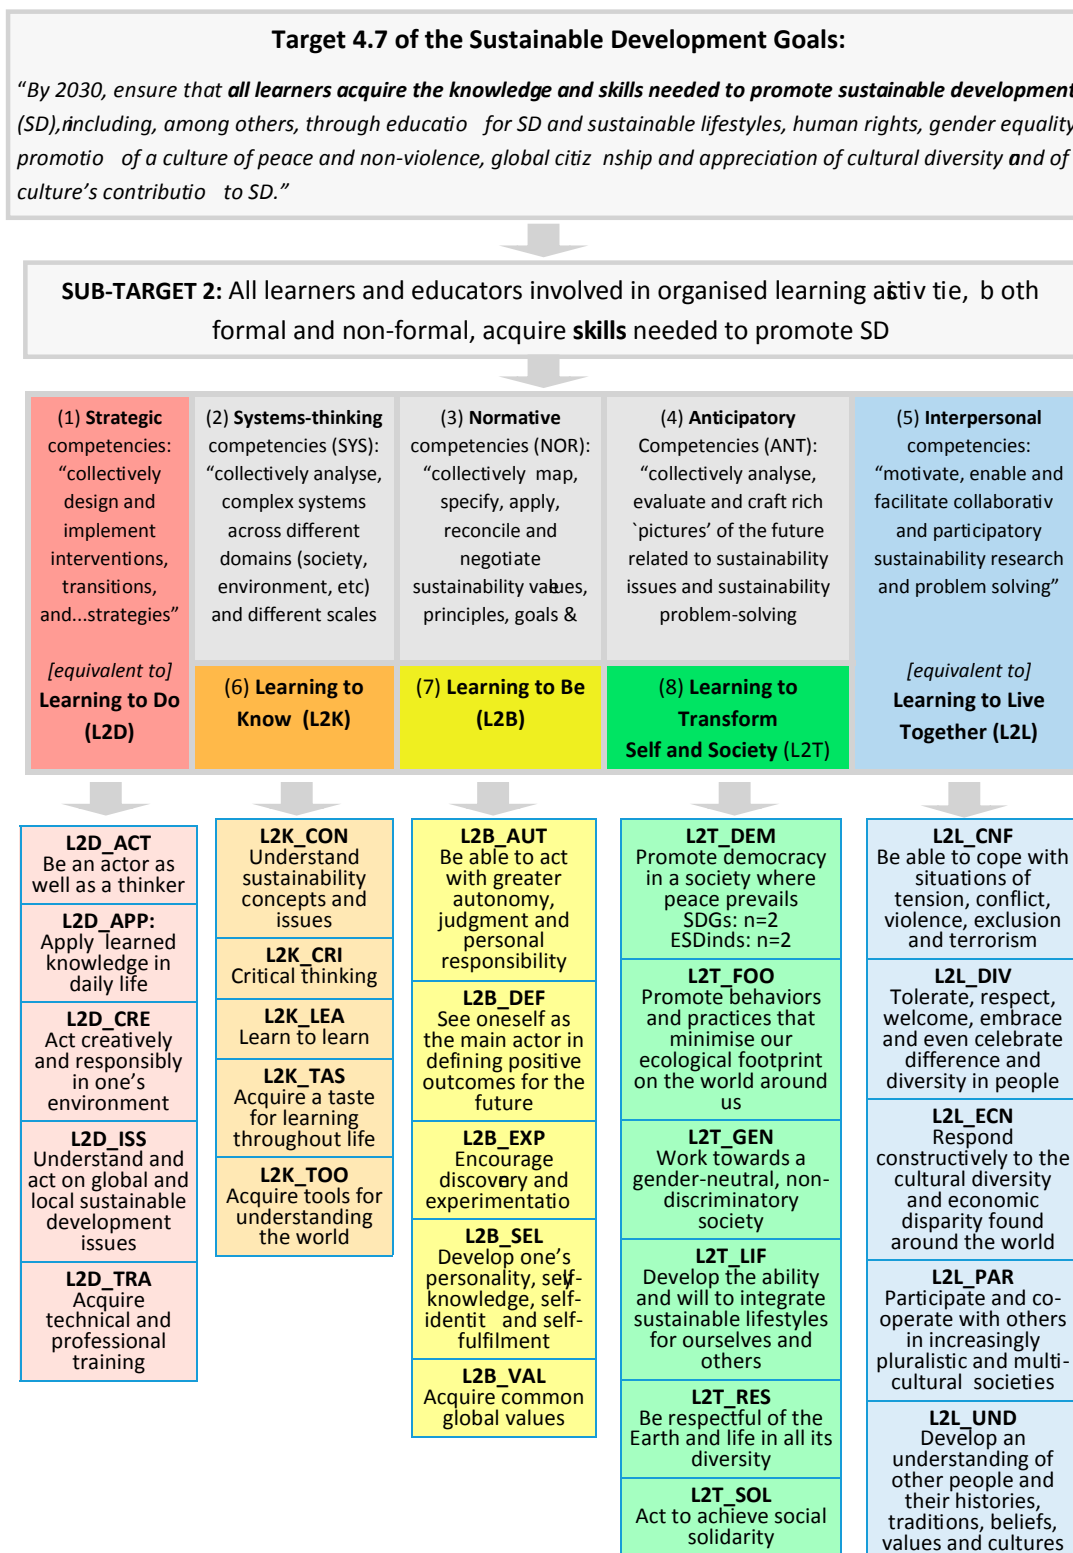 Target 4.7 of the Sustainable Development Goals:
“By 2030, ensure that all learners acquire the knowledge and skills needed to promote sustainable development
(SD), including, among others, through educatio for SD and sustainable lifestyles, human rights, gender equality
promotio of a culture of peace and non-violence, global citiz nship and appreciation of cultural diversity and of
culture’s contributio to SD.”
SUB-TARGET 2: All learners and educators involved in organised learning activ tie, b oth
formal and non-formal, acquire skills needed to promote SD
(1) Strategic
competencies:
“collectively
design and
implement
interventions,
transitions,
and...strategies”
[equivalent to]
Learning to Do
(L2D)
(2) Systems-thinking
competencies (SYS):
“collectively analyse,
complex systems
across different
domains (society,
environment, etc)
and different scales
(6) Learning to
Know (L2K)
(3) Normative
competencies (NOR):
“collectively map,
specify, apply,
reconcile and
negotiate
sustainability values,
principles, goals &
(7) Learning to Be
(L2B)
(4) Anticipatory
Competencies (ANT):
“collectively analyse,
evaluate and craft rich
`pictures’ of the future
related to sustainability
issues and sustainability
problem-solving
(8) Learning to
Transform
Self and Society (L2T)
(5) Interpersonal
competencies:
“motivate, enable and
facilitate collaborativ
and participatory
sustainability research
and problem solving”
[equivalent to]
Learning to Live
Together (L2L)
L2D_ACT
Be an actor as
well as a thinker
L2D_APP:
Apply learned
knowledge in
daily life
L2D_CRE
Act creatively
and responsibly
in one’s
environment
L2D_ISS
Understand and
act on global and
local sustainable
development
issues
L2D_TRA
Acquire
technical and
professional
training
L2K_CON
Understand
sustainability
concepts and
issues
L2K_CRI
Critical thinking
L2K_LEA
Learn to learn
L2K_TAS
Acquire a taste
for learning
throughout life
L2K_TOO
Acquire tools for
understanding
the world
L2B_AUT
Be able to act
with greater
autonomy,
judgment and
personal
responsibility
L2B_DEF
See oneself as
the main actor in
defining positive
outcomes for the
future
L2B_EXP
Encourage
discovery and
experimentatio
L2B_SEL
Develop one’s
personality, self-
knowledge, self-
identit and self-
fulfilment
L2B_VAL
Acquire common
global values
L2T_DEM
Promote democracy
in a society where
peace prevails
SDGs: n=2
ESDinds: n=2
L2T_FOO
Promote behaviors
and practices that
minimise our
ecological footprint
on the world around
us
L2T_GEN
Work towards a
gender-neutral, non-
discriminatory
society
L2T_LIF
Develop the ability
and will to integrate
sustainable lifestyles
for ourselves and
others
L2T_RES
Be respectful of the
Earth and life in all its
diversity
L2T_SOL
Act to achieve social
solidarity
L2L_CNF
Be able to cope with
situations of
tension, conflict,
violence, exclusion
and terrorism
L2L_DIV
Tolerate, respect,
welcome, embrace
and even celebrate
difference and
diversity in people
L2L_ECN
Respond
constructively to the
cultural diversity
and economic
disparity found
around the world
L2L_PAR
Participate and co-
operate with others
in increasingly
pluralistic and multi-
cultural societies
L2L_UND
Develop an
understanding of
other people and
their histories,
traditions, beliefs,
values and cultures